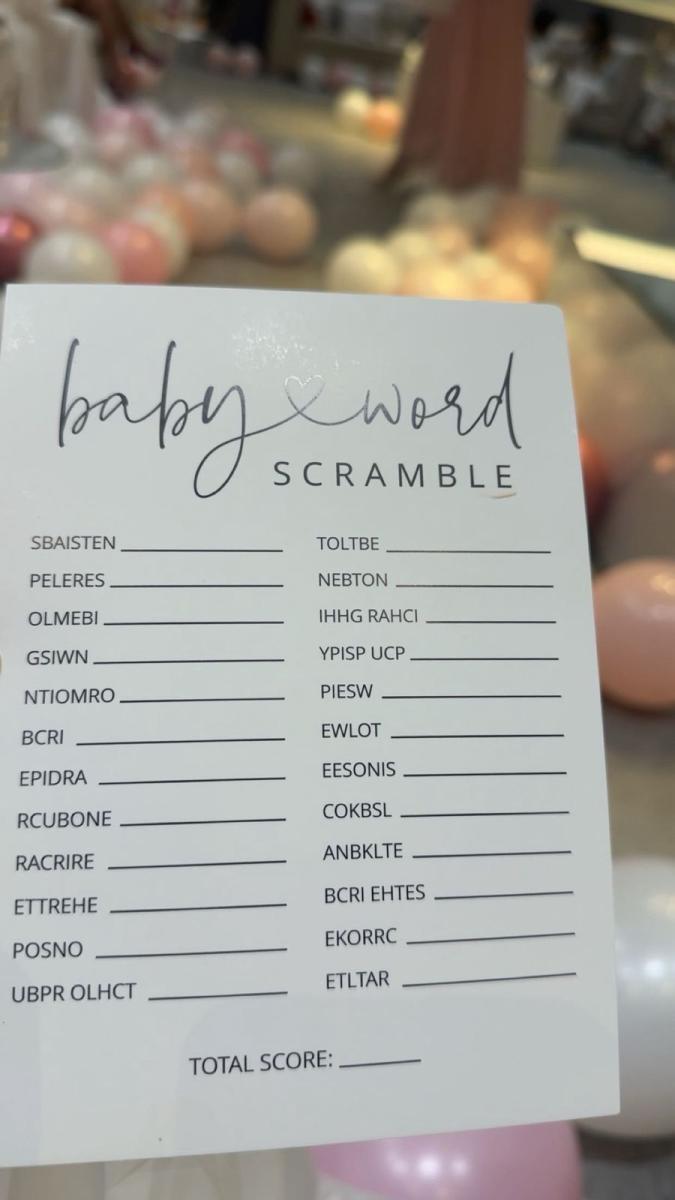 baby word
SCRAMBLE
SBAISTEN
PELERES
OLMEBI
GSIWN
NTIOMRO
BCRI
EPIDRA
RCUBONE
RACRIRE
ETTREHE
POSNO
UBPR OLHCT
TOLTBE
NEBTON
IHHG RAHCI
YPISP UCP
PIESW
EWLOT
EESONIS
COKBSL
ANBKLTE
BCRI EHTES
EKORRC
ETLTAR
TOTAL SCORE: